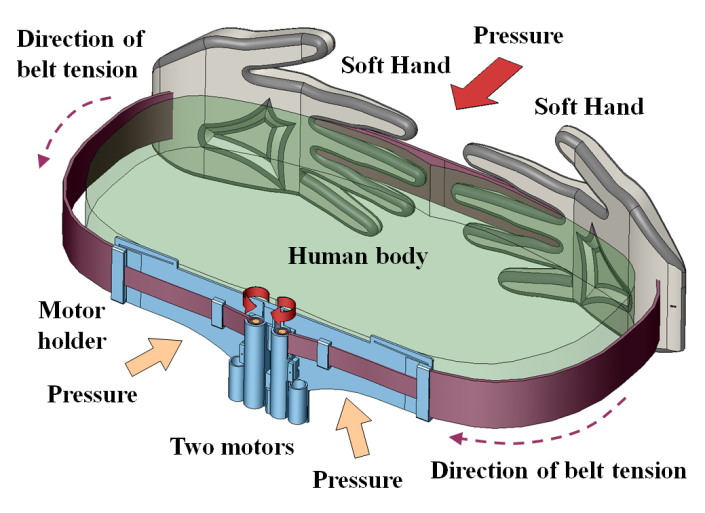 Direction of
belt tension
Pressure
Soft Hand
Soft Hand
Human body
Motor
holder
Pressure
Two motors
Pressure
Direction of belt tension